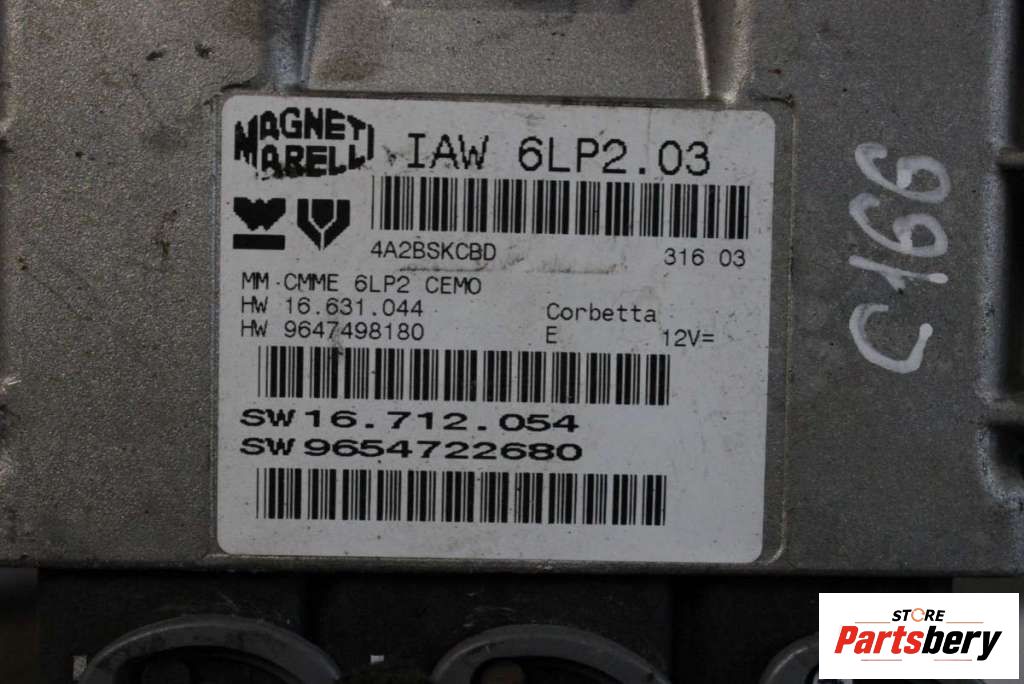 MAGNETI
MARELLI
IAW 6LP2.03
4A2BSKCBD
316 03
MM CMME 6LP2 CEMO
HW 16.631.044
Corbetta
HW 9647498180
E
12V=
SW 16.712.054
SW 9654722680
STORE
Partsbery